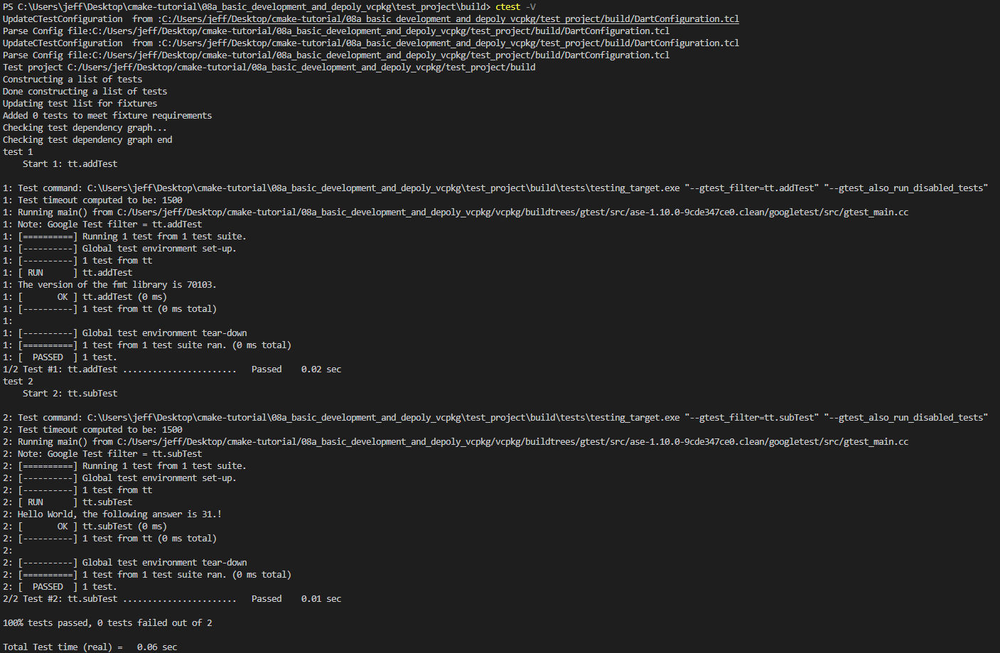 PS C:\Users\jeff\Desktop\cmake-tutorial\08a_basic_development_and_depoly_vcpkg\test_project\build> ctest -V
UpdateCTestConfiguration  from :C:/Users/jeff/Desktop/cmake-tutorial/08a_basic_development_and_depoly_vcpkg/test_project/build/DartConfiguration.tcl
Parse Config file:C:/Users/jeff/Desktop/cmake-tutorial/08a_basic_development_and_depoly_vcpkg/test_project/build/DartConfiguration.tcl
UpdateCTestConfiguration  from :C:/Users/jeff/Desktop/cmake-tutorial/08a_basic_development_and_depoly_vcpkg/test_project/build/DartConfiguration.tcl
Parse Config file:C:/Users/jeff/Desktop/cmake-tutorial/08a_basic_development_and_depoly_vcpkg/test_project/build/DartConfiguration.tcl
Test project C:/Users/jeff/Desktop/cmake-tutorial/08a_basic_development_and_depoly_vcpkg/test_project/build
Constructing a list of tests
Done constructing a list of tests
Updating test list for fixtures
Added 0 tests to meet fixture requirements
Checking test dependency graph...
Checking test dependency graph end
test 1
    Start 1: tt.addTest

1: Test command: C:\Users\jeff\Desktop\cmake-tutorial\08a_basic_development_and_depoly_vcpkg\test_project\build\tests\testing_target.exe "--gtest_filter=tt.addTest" "--gtest_also_run_disabled_tests"
1: Test timeout computed to be: 1500
1: Running main() from C:/Users/jeff/Desktop/cmake-tutorial/08a_basic_development_and_depoly_vcpkg/vcpkg/buildtrees/gtest/src/ase-1.10.0-9cde347ce0.clean/googletest/src/gtest_main.cc
1: Note: Google Test filter = tt.addTest
1: [==========] Running 1 test from 1 test suite.
1: [----------] Global test environment set-up.
1: [----------] 1 test from tt
1: [ RUN      ] tt.addTest
1: The version of the fmt library is 70103.
1: [       OK ] tt.addTest (0 ms)
1: [----------] 1 test from tt (0 ms total)
1:
1: [----------] Global test environment tear-down
1: [==========] 1 test from 1 test suite ran. (0 ms total)
1: [  PASSED  ] 1 test.
1/2 Test #1: tt.addTest .......................   Passed    0.02 sec
test 2
    Start 2: tt.subTest

2: Test command: C:\Users\jeff\Desktop\cmake-tutorial\08a_basic_development_and_depoly_vcpkg\test_project\build\tests\testing_target.exe "--gtest_filter=tt.subTest" "--gtest_also_run_disabled_tests"
2: Test timeout computed to be: 1500
2: Running main() from C:/Users/jeff/Desktop/cmake-tutorial/08a_basic_development_and_depoly_vcpkg/vcpkg/buildtrees/gtest/src/ase-1.10.0-9cde347ce0.clean/googletest/src/gtest_main.cc
2: Note: Google Test filter = tt.subTest
2: [==========] Running 1 test from 1 test suite.
2: [----------] Global test environment set-up.
2: [----------] 1 test from tt
2: [ RUN      ] tt.subTest
2: Hello World, the following answer is 31.!
2: [       OK ] tt.subTest (0 ms)
2: [----------] 1 test from tt (0 ms total)
2:
2: [----------] Global test environment tear-down
2: [==========] 1 test from 1 test suite ran. (0 ms total)
2: [  PASSED  ] 1 test.
2/2 Test #2: tt.subTest .......................   Passed    0.01 sec

100% tests passed, 0 tests failed out of 2

Total Test time (real) =   0.06 sec